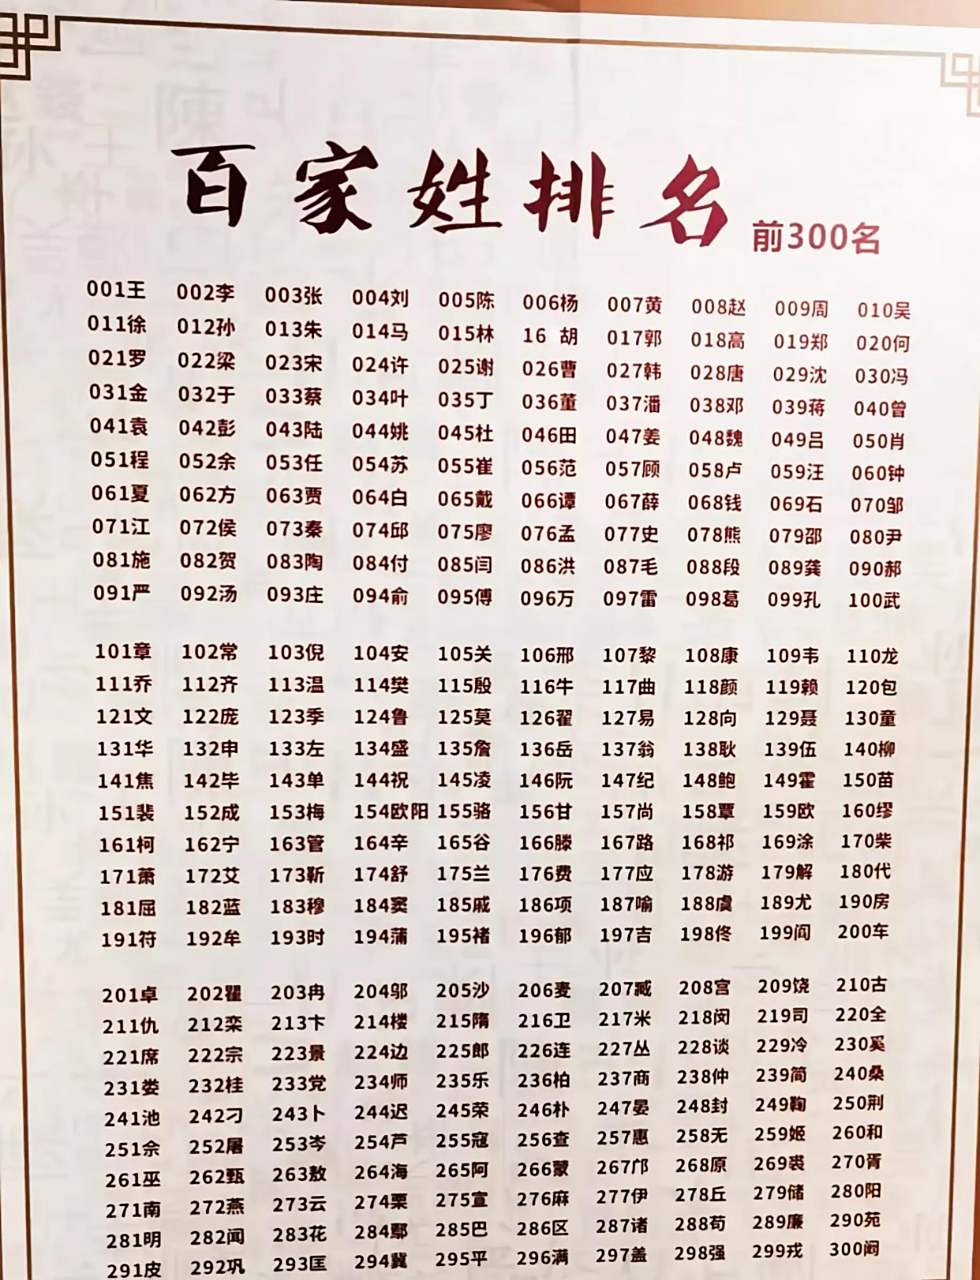 百家姓排名 前300名
001王 002李 003张 004刘 005陈 006杨 007黄 008赵 009周 010吴
011徐 012孙 013朱 014马 015林 16 胡 017郭 018高 019郑 020何
021罗 022梁 023宋 024许 025谢 026曹 027韩 028唐 029沈 030冯
031金 032于 033蔡 034叶 035丁 036董 037潘 038邓 039蒋 040曾
041袁 042彭 043陆 044姚 045杜 046田 047姜 048魏 049吕 050肖
051程 052余 053任 054苏 055崔 056范 057顾 058卢 059汪 060钟
061夏 062方 063贾 064白 065戴 066谭 067薛 068钱 069石 070邹
071江 072侯 073秦 074邱 075廖 076孟 077史 078熊 079邵 080尹
081施 082贺 083陶 084付 085闫 086洪 087毛 088段 089龚 090郝
091严 092汤 093庄 094俞 095傅 096万 097雷 098葛 099孔 100武
101章 102常 103倪 104安 105关 106邢 107黎 108康 109韦 110龙
111乔 112齐 113温 114樊 115殷 116牛 117曲 118颜 119赖 120包
121文 122庞 123季 124鲁 125莫 126翟 127易 128向 129聂 130童
131华 132申 133左 134盛 135詹 136岳 137翁 138耿 139伍 140柳
141焦 142毕 143单 144祝 145凌 146阮 147纪 148鲍 149霍 150苗
151裴 152成 153梅 154欧阳 155骆 156甘 157尚 158覃 159欧 160缪
161柯 162宁 163管 164辛 165谷 166滕 167路 168祁 169涂 170柴
171萧 172艾 173靳 174舒 175兰 176费 177应 178游 179解 180代
181屈 182蓝 183穆 184窦 185戚 186项 187喻 188虞 189尤 190房
191符 192牟 193时 194蒲 195褚 196郁 197吉 198佟 199阎 200车
201卓 202瞿 203冉 204邬 205沙 206麦 207臧 208宫 209饶 210古
211仇 212栾 213卞 214楼 215隋 216卫 217米 218闵 219司 220全
221席 222宗 223景 224边 225郎 226连 227丛 228谈 229冷 230奚
231娄 232桂 233党 234师 235乐 236柏 237商 238仲 239简 240桑
241池 242刁 243卜 244迟 245荣 246朴 247晏 248封 249鞠 250荆
251佘 252屠 253岑 254芦 255寇 256查 257惠 258无 259姬 260和
261巫 262甄 263敖 264海 265阿 266蒙 267邝 268原 269裘 270胥
271南 272燕 273云 274栗 275宣 276麻 277伊 278丘 279储 280阳
281明 282闻 283花 284鄢 285巴 286区 287诸 288苟 289廉 290苑
291皮 292巩 293匡 294冀 295平 296满 297盖 298强 299戎 300